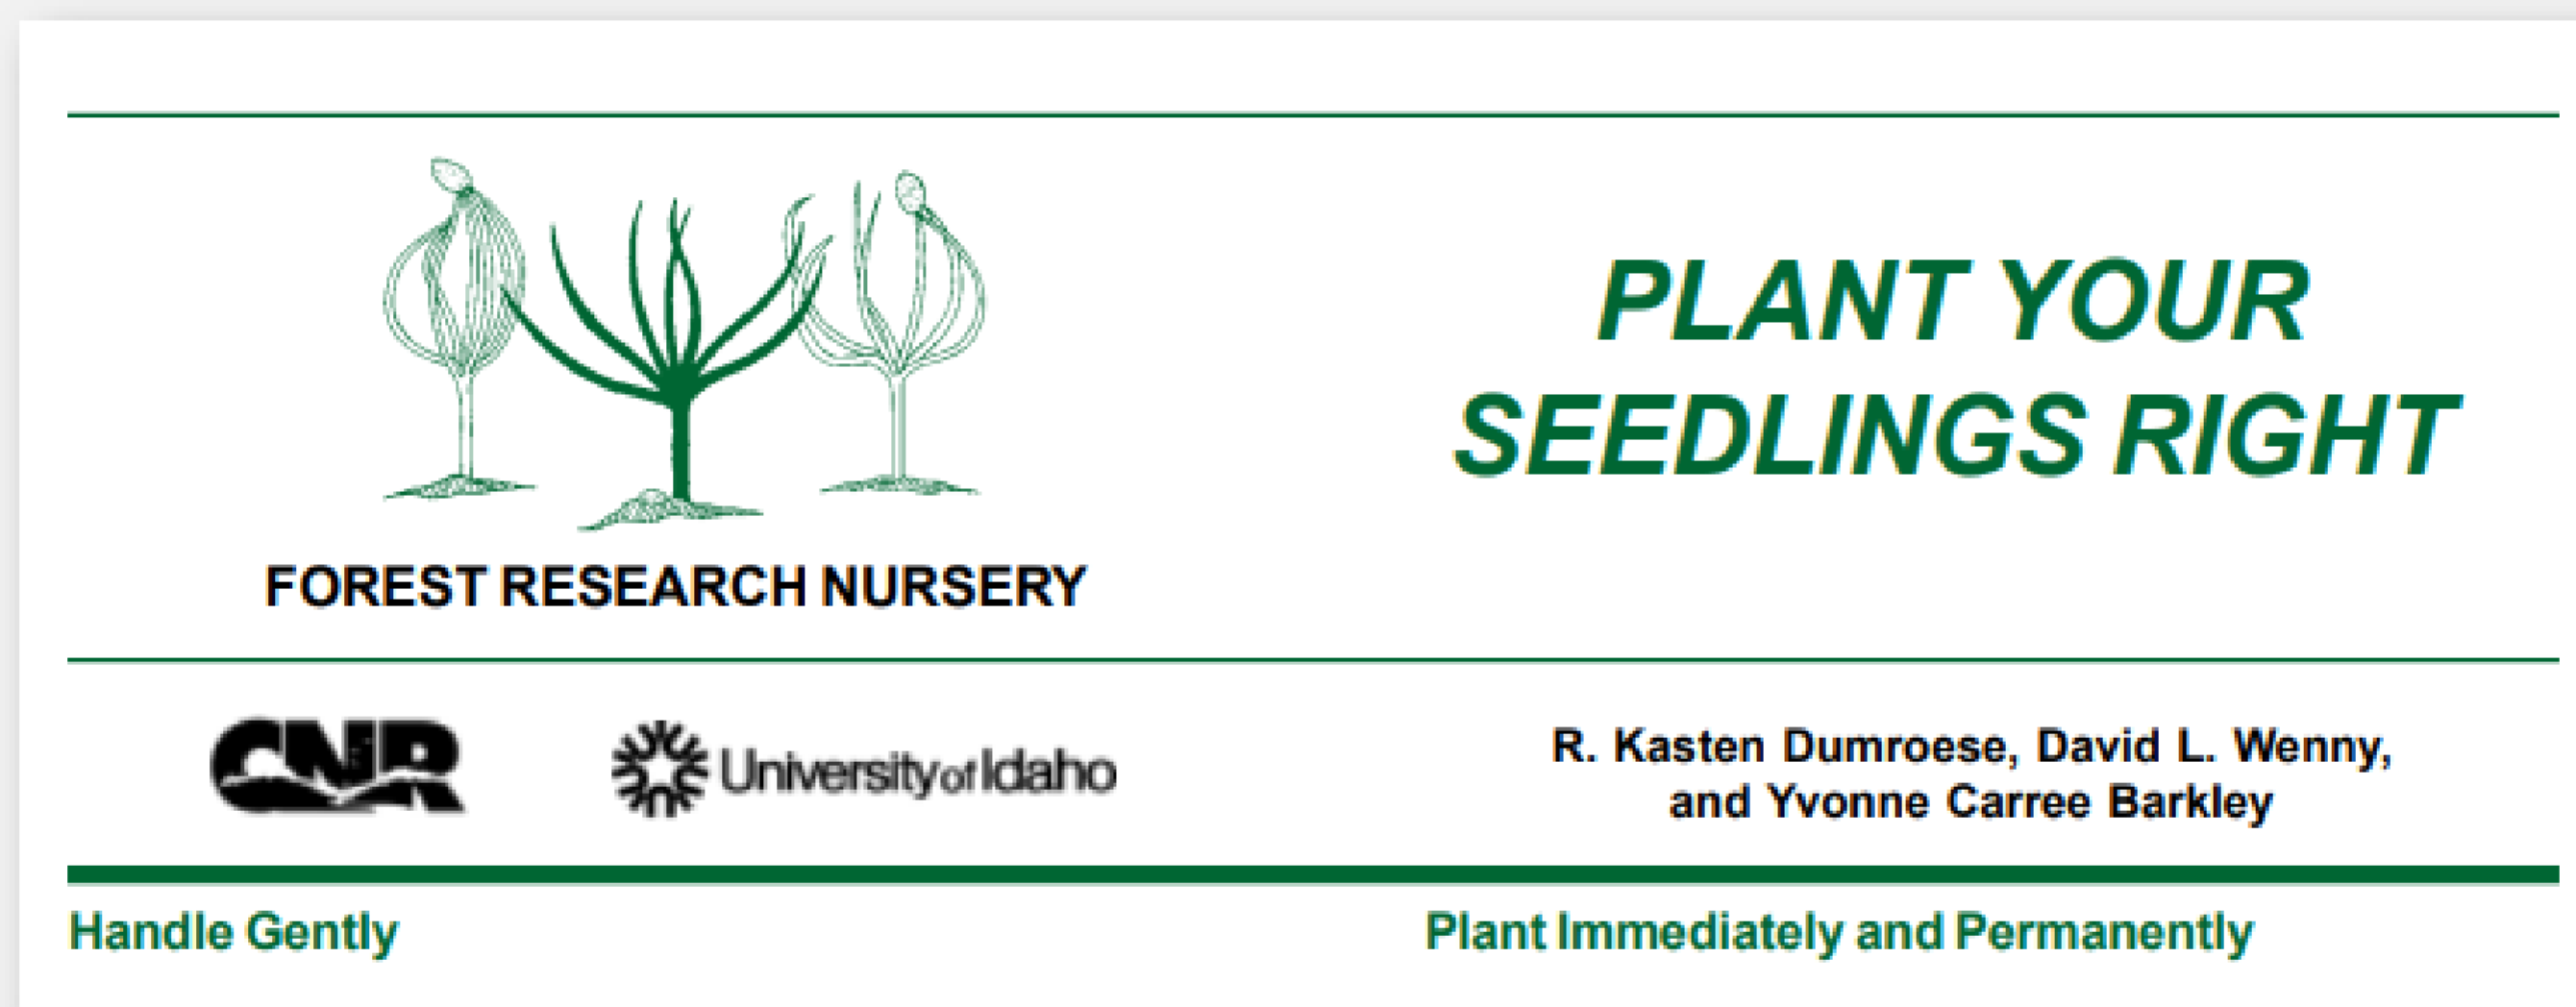 FOREST RESEARCH NURSERY
PLANT YOUR
SEEDLINGS RIGHT
CNR
University of Idaho
R. Kasten Dumroese, David L. Wenny,
and Yvonne Carree Barkley
Handle Gently
Plant Immediately and Permanently